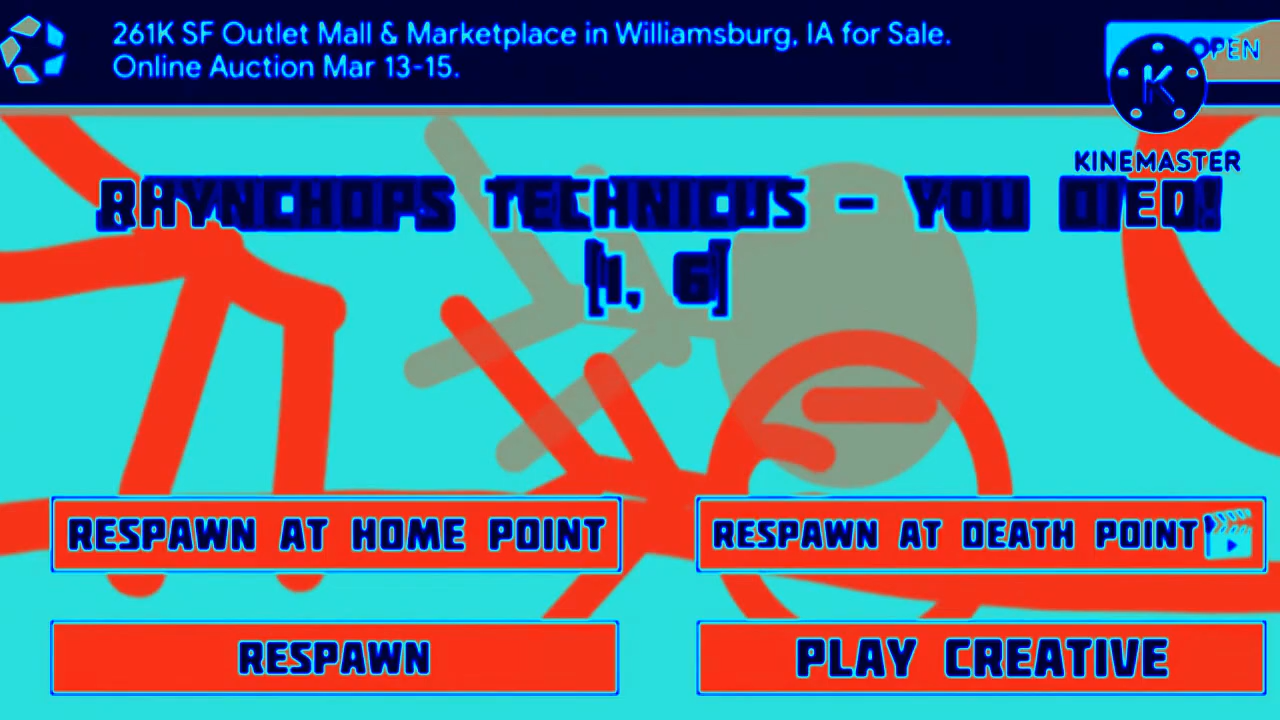 261K SF Outlet Mall & Marketplace in Williamsburg, IA for Sale.
Online Auction Mar 13-15.
OPEN
K
KINEMASTER
TECHNICUS - YOU DIED!
[1, 6]
RESPAWN AT HOME POINT
RESPAWN AT DEATH POINT
RESPAWN
PLAY CREATIVE